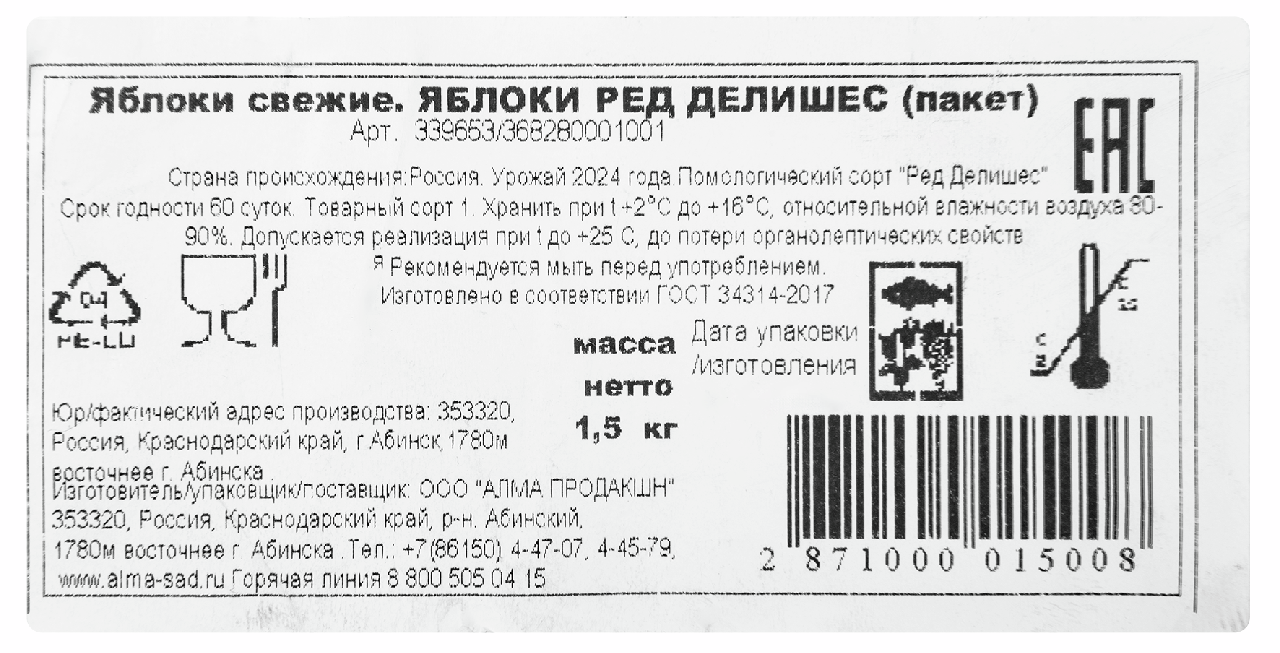 Яблоки свежие. ЯБЛОКИ РЕД ДЕЛИШЕС (пакет)
Арт. 339653/368280001001
EAC
Страна происхождения:Россия. Урожай 2024 года.Помологический сорт "Ред Делишес"
Срок годности 60 суток. Товарный сорт 1. Хранить при t +2°C до +16°C, относительной влажности воздуха 80-
90%. Допускается реализация при t до +25 С, до потери органолептических свойств
Я Рекомендуется мыть перед употреблением.
Изготовлено в соответствии ГОСТ 34314-2017
04
PE-LD
масса
нетто
1,5 кг
Дата упаковки
/изготовления
Юр/фактический адрес производства: 353320,
Россия, Краснодарский край, г.Абинск,1780м
восточнее г. Абинска .
Изготовитель/упаковщик/поставщик: ООО "АЛМА ПРОДАКШН"
353320, Россия, Краснодарский край, р-н. Абинский,
1780м восточнее г. Абинска .Тел.: +7(86150) 4-47-07, 4-45-79,
www.alma-sad.ru Горячая линия 8 800 505 04 15
2 871000 015008